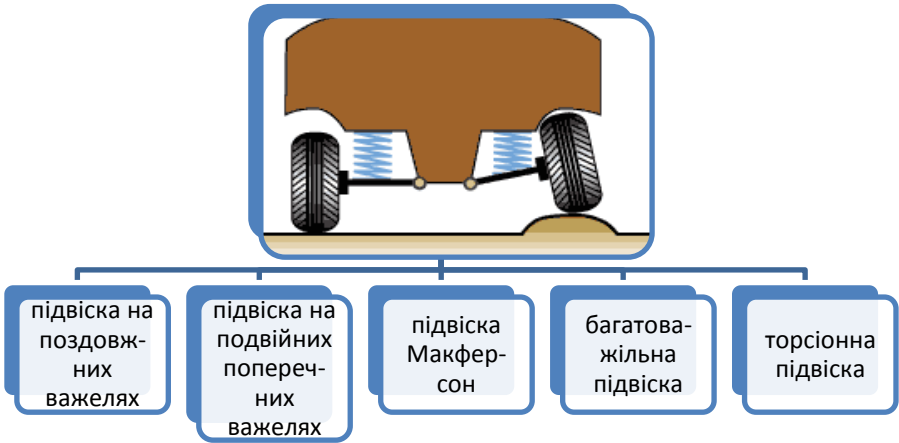 підвіска на
поздовж-
них
важелях
підвіска на
подвійних
попереч-
них
важелях
підвіска
Макфер-
сон
багатова-
жільна
підвіска
торсіонна
підвіска